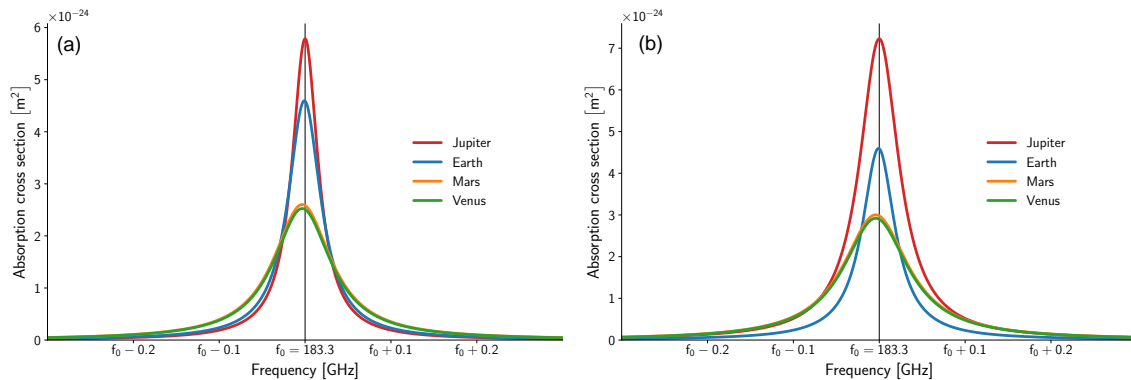 ×10⁻²⁴
(a)
6
5
4
3
2
1
0
Absorption cross section [m²]
Jupiter
Earth
Mars
Venus
f₀ − 0.2
f₀ − 0.1
f₀ = 183.3
f₀ + 0.1
f₀ + 0.2
Frequency [GHz]
×10⁻²⁴
(b)
7
6
5
4
3
2
1
0
Absorption cross section [m²]
Jupiter
Earth
Mars
Venus
f₀ − 0.2
f₀ − 0.1
f₀ = 183.3
f₀ + 0.1
f₀ + 0.2
Frequency [GHz]